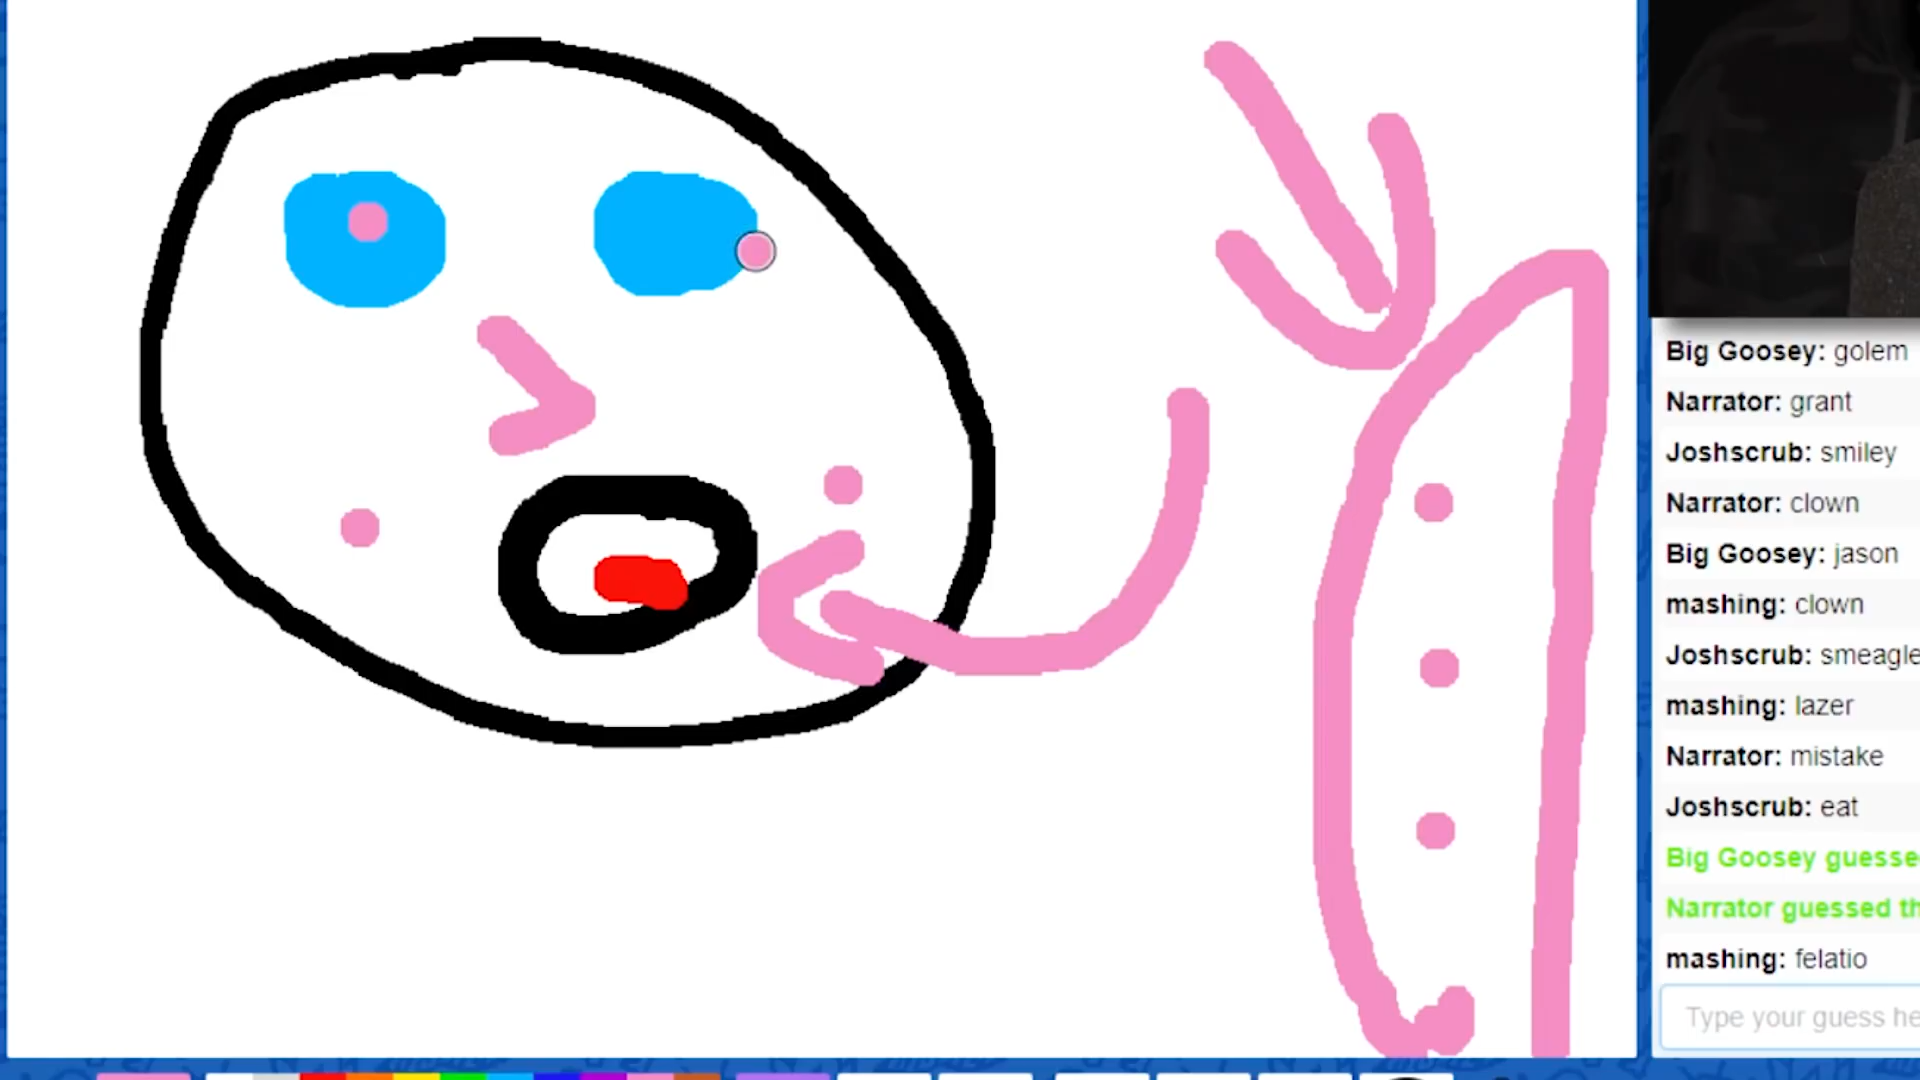 Big Goosey: golem
Narrator: grant
Joshscrub: smiley
Narrator: clown
Big Goosey: jason
mashing: clown
Joshscrub: smeagle
mashing: lazer
Narrator: mistake
Joshscrub: eat
Big Goosey guesse
Narrator guessed th
mashing: felatio
Type your guess he